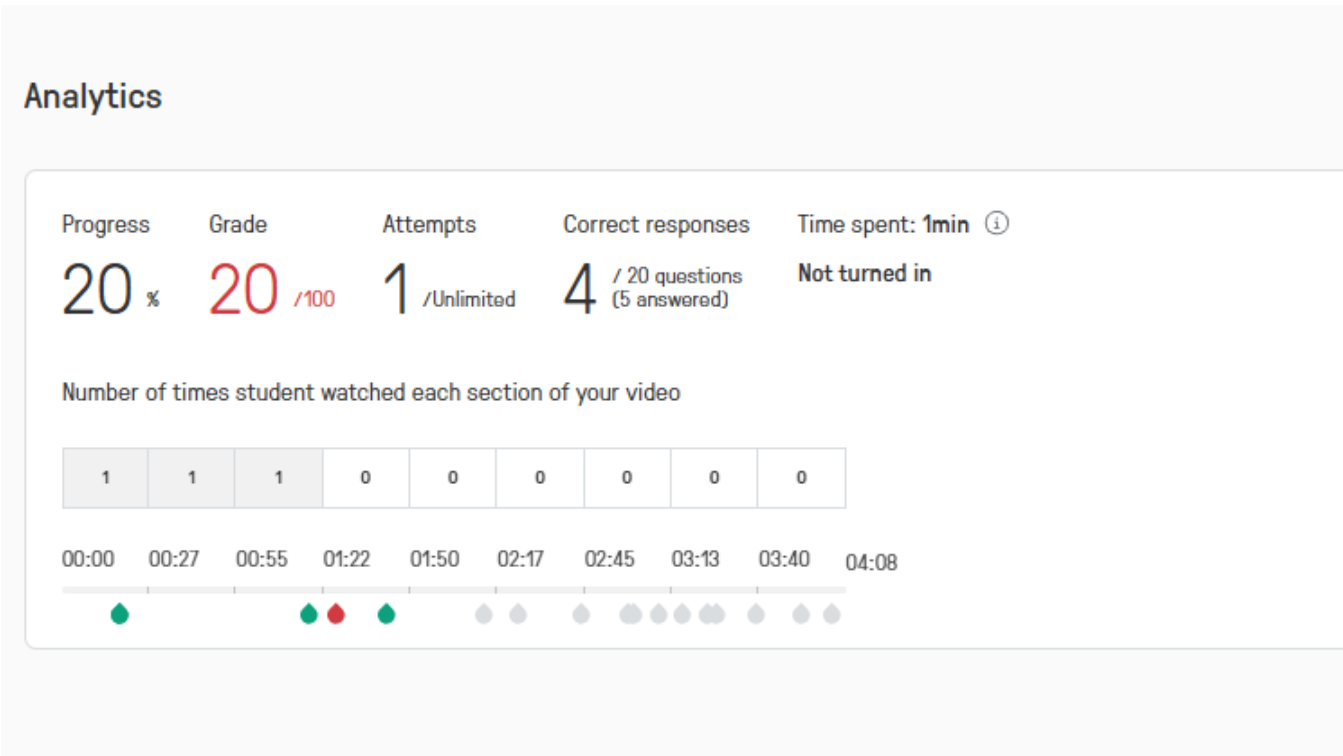 Analytics
Progress Grade Attempts Correct responses Time spent: 1min
20 % 20 /100 1 /Unlimited 4 / 20 questions (5 answered) Not turned in
Number of times student watched each section of your video
1 1 1 0 0 0 0 0 0
00:00 00:27 00:55 01:22 01:50 02:17 02:45 03:13 03:40 04:08